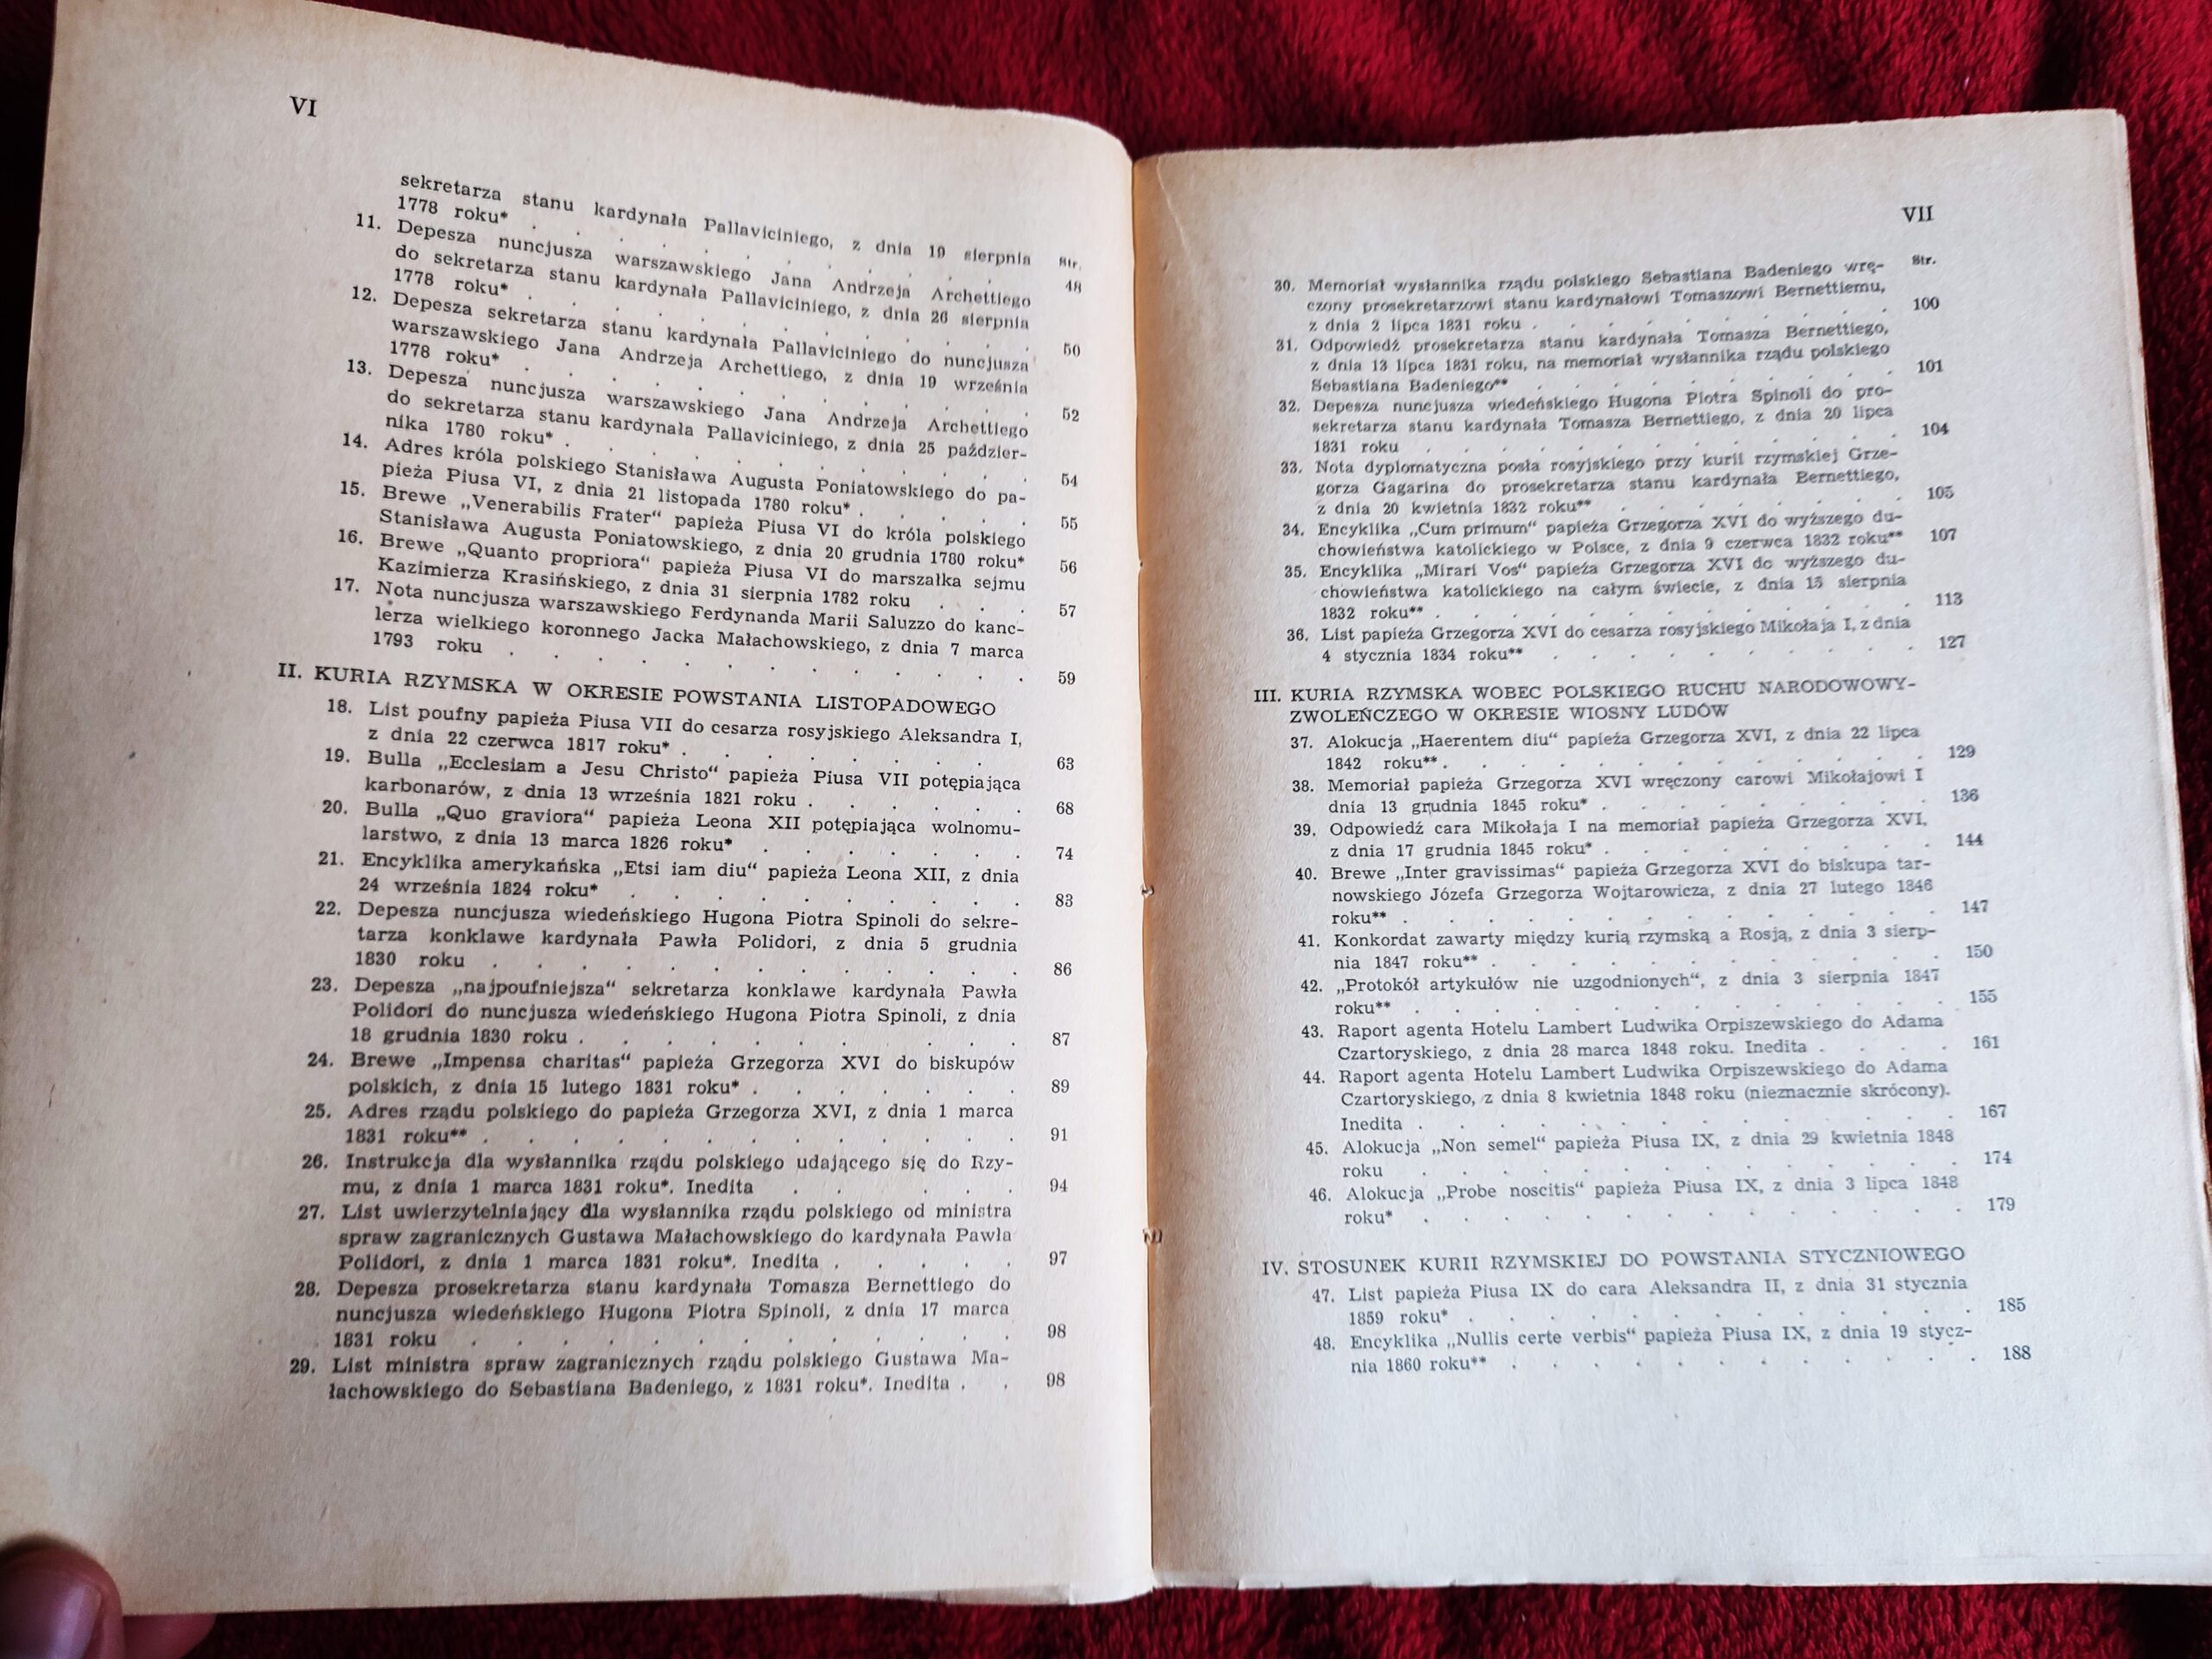 VI
Str.
sekretarza stanu kardynała Pallaviciniego, z dnia 19 sierpnia
1778 roku* . . . . . . . . . . 48
11. Depesza nuncjusza warszawskiego Jana Andrzeja Archettiego
do sekretarza stanu kardynała Pallaviciniego, z dnia 26 sierpnia
1778 roku* . . . . . . . . . . 50
12. Depesza sekretarza stanu kardynała Pallaviciniego do nuncjusza
warszawskiego Jana Andrzeja Archettiego, z dnia 19 września
1778 roku* . . . . . . . . . . 52
13. Depesza nuncjusza warszawskiego Jana Andrzeja Archettiego
do sekretarza stanu kardynała Pallaviciniego, z dnia 25 paździer-
nika 1780 roku* . . . . . . . . . . 54
14. Adres króla polskiego Stanisława Augusta Poniatowskiego do pa-
pieża Piusa VI, z dnia 21 listopada 1780 roku* . . . . . 55
15. Brewe „Venerabilis Frater“ papieża Piusa VI do króla polskiego
Stanisława Augusta Poniatowskiego, z dnia 20 grudnia 1780 roku* 56
16. Brewe „Quanto propriora“ papieża Piusa VI do marszałka sejmu
Kazimierza Krasińskiego, z dnia 31 sierpnia 1782 roku . . . 57
17. Nota nuncjusza warszawskiego Ferdynanda Marii Saluzzo do kanc-
lerza wielkiego koronnego Jacka Małachowskiego, z dnia 7 marca
1793 roku . . . . . . . . . . . . 59
II. KURIA RZYMSKA W OKRESIE POWSTANIA LISTOPADOWEGO
18. List poufny papieża Piusa VII do cesarza rosyjskiego Aleksandra I,
z dnia 22 czerwca 1817 roku* . . . . . . . . 63
19. Bulla „Ecclesiam a Jesu Christo“ papieża Piusa VII potępiająca
karbonarów, z dnia 13 września 1821 roku . . . . . . 68
20. Bulla „Quo graviora“ papieża Leona XII potępiająca wolnomu-
larstwo, z dnia 13 marca 1826 roku* . . . . . . . 74
21. Encyklika amerykańska „Etsi iam diu“ papieża Leona XII, z dnia
24 września 1824 roku* . . . . . . . . . . 83
22. Depesza nuncjusza wiedeńskiego Hugona Piotra Spinoli do sekre-
tarza konklawe kardynała Pawła Polidori, z dnia 5 grudnia
1830 roku . . . . . . . . . . . . . 86
23. Depesza „najpoufniejsza“ sekretarza konklawe kardynała Pawła
Polidori do nuncjusza wiedeńskiego Hugona Piotra Spinoli, z dnia
18 grudnia 1830 roku . . . . . . . . . . . 87
24. Brewe „Impensa charitas“ papieża Grzegorza XVI do biskupów
polskich, z dnia 15 lutego 1831 roku* . . . . . . . 89
25. Adres rządu polskiego do papieża Grzegorza XVI, z dnia 1 marca
1831 roku** . . . . . . . . . . . . . 91
26. Instrukcja dla wysłannika rządu polskiego udającego się do Rzy-
mu, z dnia 1 marca 1831 roku*. Inedita . . . . . . 94
27. List uwierzytelniający dla wysłannika rządu polskiego od ministra
spraw zagranicznych Gustawa Małachowskiego do kardynała Pawła
Polidori, z dnia 1 marca 1831 roku*. Inedita . . . . . 97
28. Depesza prosekretarza stanu kardynała Tomasza Bernettiego do
nuncjusza wiedeńskiego Hugona Piotra Spinoli, z dnia 17 marca
1831 roku . . . . . . . . . . . . . 98
29. List ministra spraw zagranicznych rządu polskiego Gustawa Ma-
łachowskiego do Sebastiana Badeniego, z 1831 roku*. Inedita . . 98
VII
Str.
30. Memoriał wysłannika rządu polskiego Sebastiana Badeniego wrę-
czony prosekretarzowi stanu kardynałowi Tomaszowi Bernettiemu,
z dnia 2 lipca 1831 roku . . . . . . . . . 100
31. Odpowiedź prosekretarza stanu kardynała Tomasza Bernettiego,
z dnia 13 lipca 1831 roku, na memoriał wysłannika rządu polskiego
Sebastiana Badeniego** . . . . . . . . . 101
32. Depesza nuncjusza wiedeńskiego Hugona Piotra Spinoli do pro-
sekretarza stanu kardynała Tomasza Bernettiego, z dnia 20 lipca
1831 roku . . . . . . . . . . . 104
33. Nota dyplomatyczna posła rosyjskiego przy kurii rzymskiej Grze-
gorza Gagarina do prosekretarza stanu kardynała Bernettiego,
z dnia 20 kwietnia 1832 roku** . . . . . . . 105
34. Encyklika „Cum primum“ papieża Grzegorza XVI do wyższego du-
chowieństwa katolickiego w Polsce, z dnia 9 czerwca 1832 roku** 107
35. Encyklika „Mirari Vos“ papieża Grzegorza XVI do wyższego du-
chowieństwa katolickiego na całym świecie, z dnia 15 sierpnia
1832 roku** . . . . . . . . . . . . 113
36. List papieża Grzegorza XVI do cesarza rosyjskiego Mikołaja I, z dnia
4 stycznia 1834 roku** . . . . . . . . . . 127
III. KURIA RZYMSKA WOBEC POLSKIEGO RUCHU NARODOWOWY-
ZWOLEŃCZEGO W OKRESIE WIOSNY LUDÓW
37. Alokucja „Haerentem diu“ papieża Grzegorza XVI, z dnia 22 lipca
1842 roku** . . . . . . . . . . . . 129
38. Memoriał papieża Grzegorza XVI wręczony carowi Mikołajowi I
dnia 13 grudnia 1845 roku* . . . . . . . . . 136
39. Odpowiedź cara Mikołaja I na memoriał papieża Grzegorza XVI,
z dnia 17 grudnia 1845 roku* . . . . . . . . . 144
40. Brewe „Inter gravissimas“ papieża Grzegorza XVI do biskupa tar-
nowskiego Józefa Grzegorza Wojtarowicza, z dnia 27 lutego 1846
roku** . . . . . . . . . . . . . 147
41. Konkordat zawarty między kurią rzymską a Rosją, z dnia 3 sierp-
nia 1847 roku** . . . . . . . . . . . 150
42. „Protokół artykułów nie uzgodnionych“, z dnia 3 sierpnia 1847
roku** . . . . . . . . . . . . . 155
43. Raport agenta Hotelu Lambert Ludwika Orpiszewskiego do Adama
Czartoryskiego, z dnia 28 marca 1848 roku. Inedita . . . . 161
44. Raport agenta Hotelu Lambert Ludwika Orpiszewskiego do Adama
Czartoryskiego, z dnia 8 kwietnia 1848 roku (nieznacznie skrócony).
Inedita . . . . . . . . . . . . . 167
45. Alokucja „Non semel“ papieża Piusa IX, z dnia 29 kwietnia 1848
roku . . . . . . . . . . . . . 174
46. Alokucja „Probe noscitis“ papieża Piusa IX, z dnia 3 lipca 1848
roku* . . . . . . . . . . . . . 179
IV. STOSUNEK KURII RZYMSKIEJ DO POWSTANIA STYCZNIOWEGO
47. List papieża Piusa IX do cara Aleksandra II, z dnia 31 stycznia
1859 roku* . . . . . . . . . . . . 185
48. Encyklika „Nullis certe verbis“ papieża Piusa IX, z dnia 19 stycz-
nia 1860 roku** . . . . . . . . . . . 188